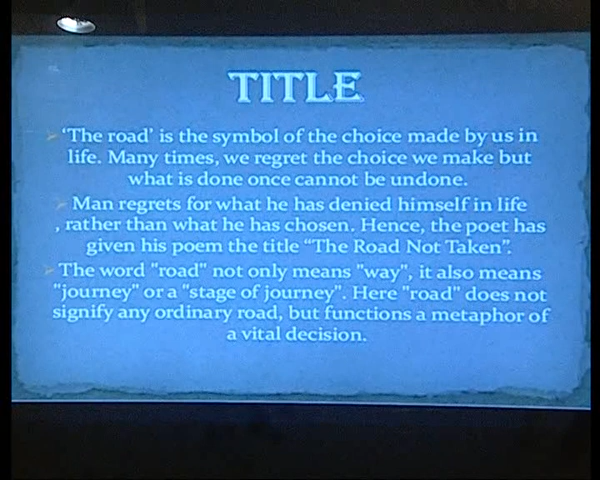 TITLE
‘The road’ is the symbol of the choice made by us in
life. Many times, we regret the choice we make but
what is done once cannot be undone.
Man regrets for what he has denied himself in life
, rather than what he has chosen. Hence, the poet has
given his poem the title “The Road Not Taken”.
The word "road" not only means "way", it also means
"journey" or a "stage of journey". Here "road" does not
signify any ordinary road, but functions a metaphor of
a vital decision.